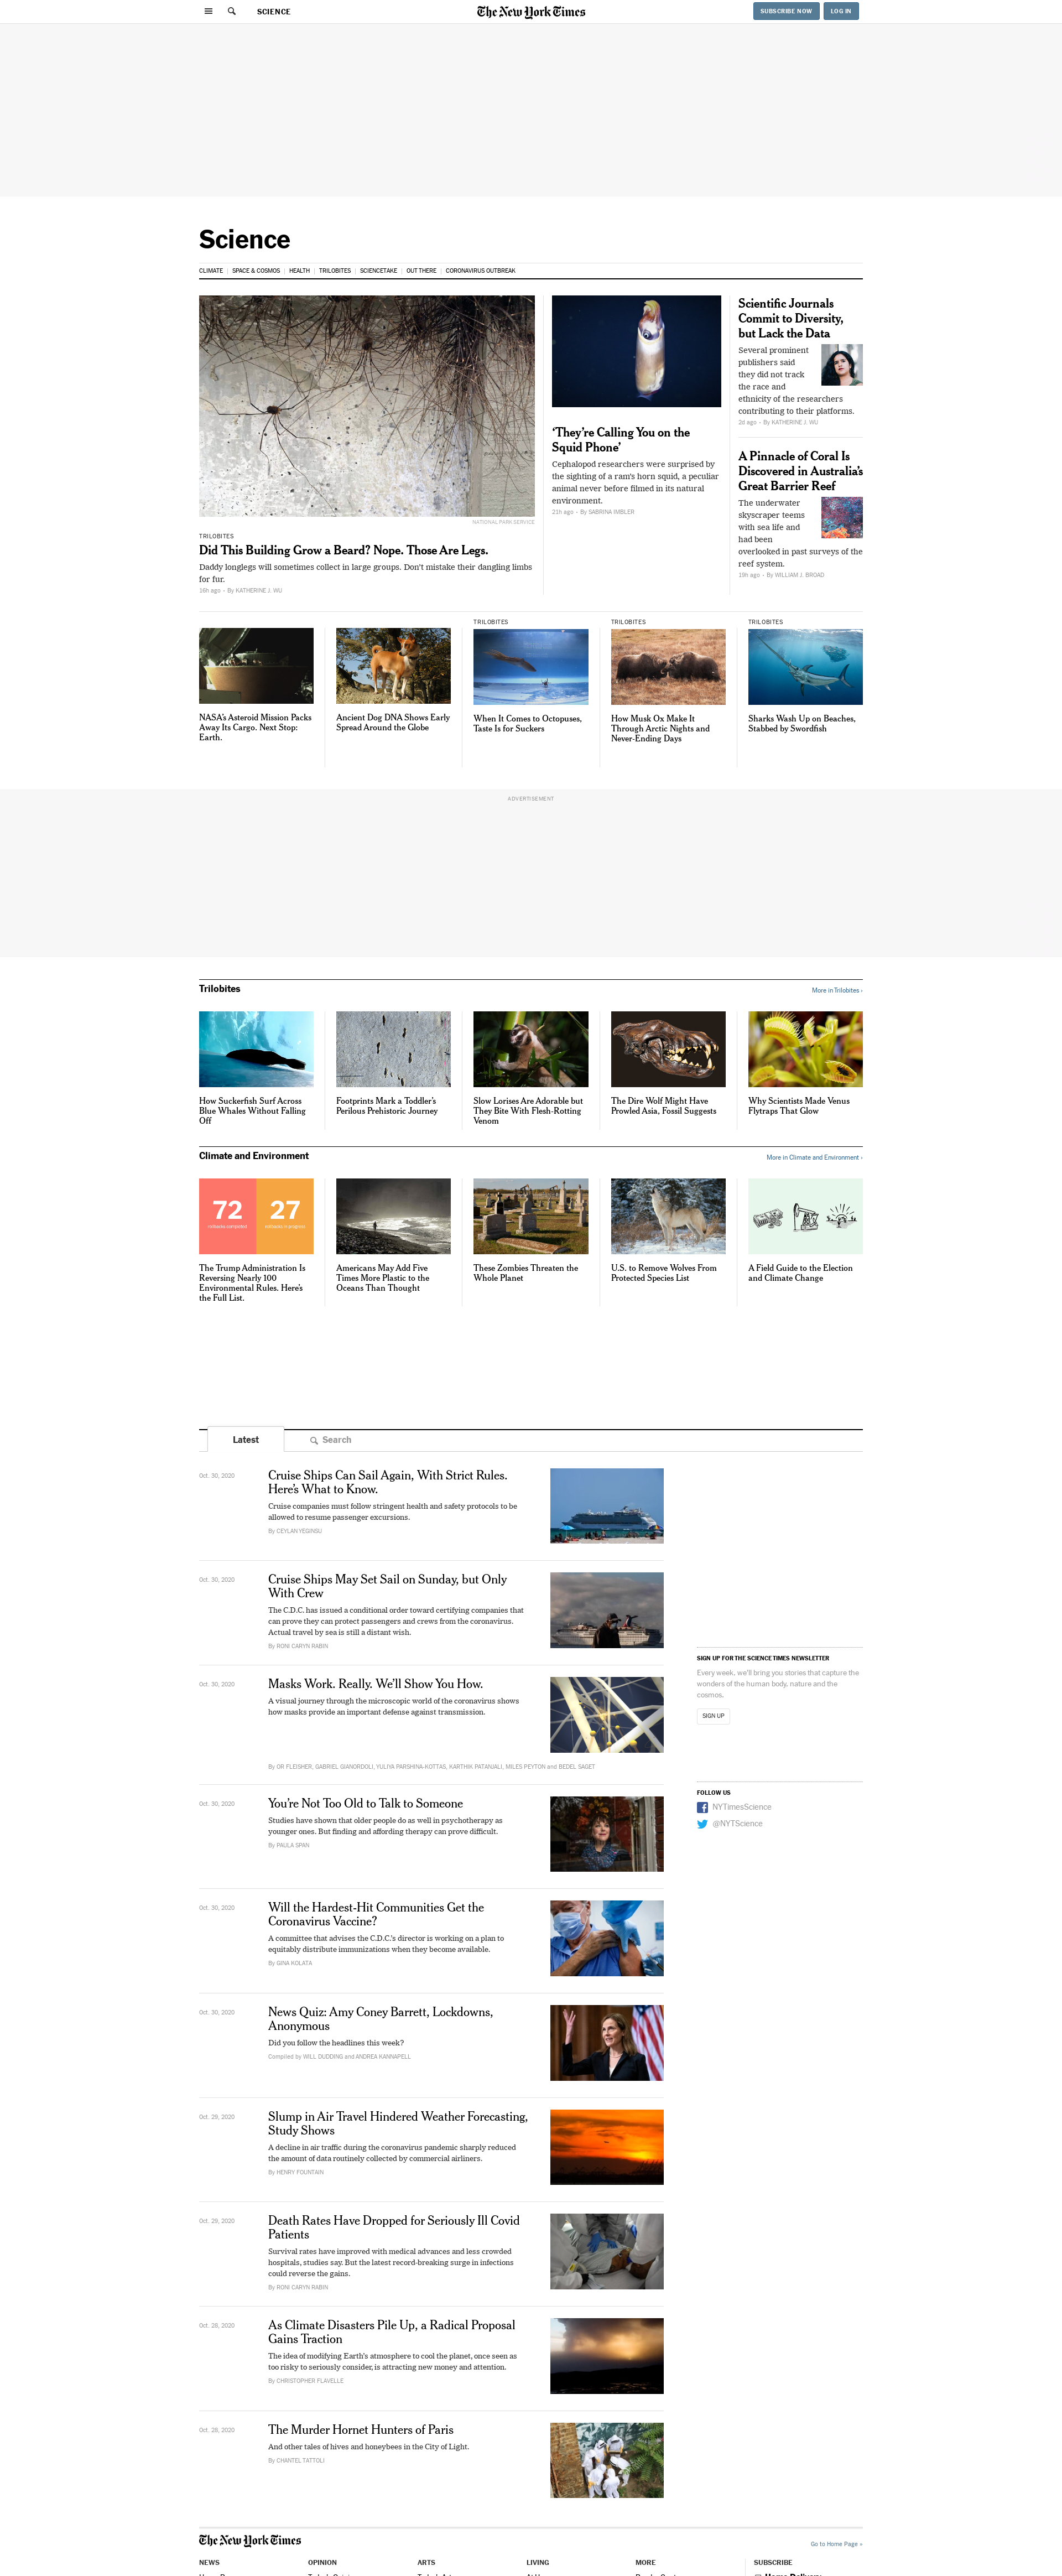 SCIENCE
The New York Times
SUBSCRIBE NOW
LOG IN
Science
CLIMATE
SPACE & COSMOS
HEALTH
TRILOBITES
SCIENCETAKE
OUT THERE
CORONAVIRUS OUTBREAK
NATIONAL PARK SERVICE
TRILOBITES
Did This Building Grow a Beard? Nope. Those Are Legs.
Daddy longlegs will sometimes collect in large groups. Don't mistake their dangling limbs
for fur.
16h ago · By KATHERINE J. WU
‘They’re Calling You on the
Squid Phone’
Cephalopod researchers were surprised by
the sighting of a ram's horn squid, a peculiar
animal never before filmed in its natural
environment.
21h ago · By SABRINA IMBLER
Scientific Journals
Commit to Diversity,
but Lack the Data
Several prominent
publishers said
they did not track
the race and
ethnicity of the researchers
contributing to their platforms.
2d ago · By KATHERINE J. WU
A Pinnacle of Coral Is
Discovered in Australia’s
Great Barrier Reef
The underwater
skyscraper teems
with sea life and
had been
overlooked in past surveys of the
reef system.
19h ago · By WILLIAM J. BROAD
NASA’s Asteroid Mission Packs
Away Its Cargo. Next Stop:
Earth.
Ancient Dog DNA Shows Early
Spread Around the Globe
TRILOBITES
When It Comes to Octopuses,
Taste Is for Suckers
TRILOBITES
How Musk Ox Make It
Through Arctic Nights and
Never-Ending Days
TRILOBITES
Sharks Wash Up on Beaches,
Stabbed by Swordfish
ADVERTISEMENT
Trilobites
More in Trilobites ›
How Suckerfish Surf Across
Blue Whales Without Falling
Off
Footprints Mark a Toddler’s
Perilous Prehistoric Journey
Slow Lorises Are Adorable but
They Bite With Flesh-Rotting
Venom
The Dire Wolf Might Have
Prowled Asia, Fossil Suggests
Why Scientists Made Venus
Flytraps That Glow
Climate and Environment
More in Climate and Environment ›
72
rollbacks completed
27
rollbacks in progress
The Trump Administration Is
Reversing Nearly 100
Environmental Rules. Here’s
the Full List.
Americans May Add Five
Times More Plastic to the
Oceans Than Thought
These Zombies Threaten the
Whole Planet
U.S. to Remove Wolves From
Protected Species List
A Field Guide to the Election
and Climate Change
Latest
Search
Oct. 30, 2020
Cruise Ships Can Sail Again, With Strict Rules.
Here’s What to Know.
Cruise companies must follow stringent health and safety protocols to be
allowed to resume passenger excursions.
By CEYLAN YEGINSU
Oct. 30, 2020
Cruise Ships May Set Sail on Sunday, but Only
With Crew
The C.D.C. has issued a conditional order toward certifying companies that
can prove they can protect passengers and crews from the coronavirus.
Actual travel by sea is still a distant wish.
By RONI CARYN RABIN
Oct. 30, 2020
Masks Work. Really. We’ll Show You How.
A visual journey through the microscopic world of the coronavirus shows
how masks provide an important defense against transmission.
By OR FLEISHER, GABRIEL GIANORDOLI, YULIYA PARSHINA-KOTTAS, KARTHIK PATANJALI, MILES PEYTON and BEDEL SAGET
Oct. 30, 2020
You’re Not Too Old to Talk to Someone
Studies have shown that older people do as well in psychotherapy as
younger ones. But finding and affording therapy can prove difficult.
By PAULA SPAN
Oct. 30, 2020
Will the Hardest-Hit Communities Get the
Coronavirus Vaccine?
A committee that advises the C.D.C.’s director is working on a plan to
equitably distribute immunizations when they become available.
By GINA KOLATA
Oct. 30, 2020
News Quiz: Amy Coney Barrett, Lockdowns,
Anonymous
Did you follow the headlines this week?
Compiled by WILL DUDDING and ANDREA KANNAPELL
Oct. 29, 2020
Slump in Air Travel Hindered Weather Forecasting,
Study Shows
A decline in air traffic during the coronavirus pandemic sharply reduced
the amount of data routinely collected by commercial airliners.
By HENRY FOUNTAIN
Oct. 29, 2020
Death Rates Have Dropped for Seriously Ill Covid
Patients
Survival rates have improved with medical advances and less crowded
hospitals, studies say. But the latest record-breaking surge in infections
could reverse the gains.
By RONI CARYN RABIN
Oct. 28, 2020
As Climate Disasters Pile Up, a Radical Proposal
Gains Traction
The idea of modifying Earth’s atmosphere to cool the planet, once seen as
too risky to seriously consider, is attracting new money and attention.
By CHRISTOPHER FLAVELLE
Oct. 28, 2020
The Murder Hornet Hunters of Paris
And other tales of hives and honeybees in the City of Light.
By CHANTEL TATTOLI
SIGN UP FOR THE SCIENCE TIMES NEWSLETTER
Every week, we'll bring you stories that capture the
wonders of the human body, nature and the
cosmos.
SIGN UP
FOLLOW US
NYTimesScience
@NYTScience
The New York Times
Go to Home Page »
NEWS
OPINION
ARTS
LIVING
MORE
SUBSCRIBE